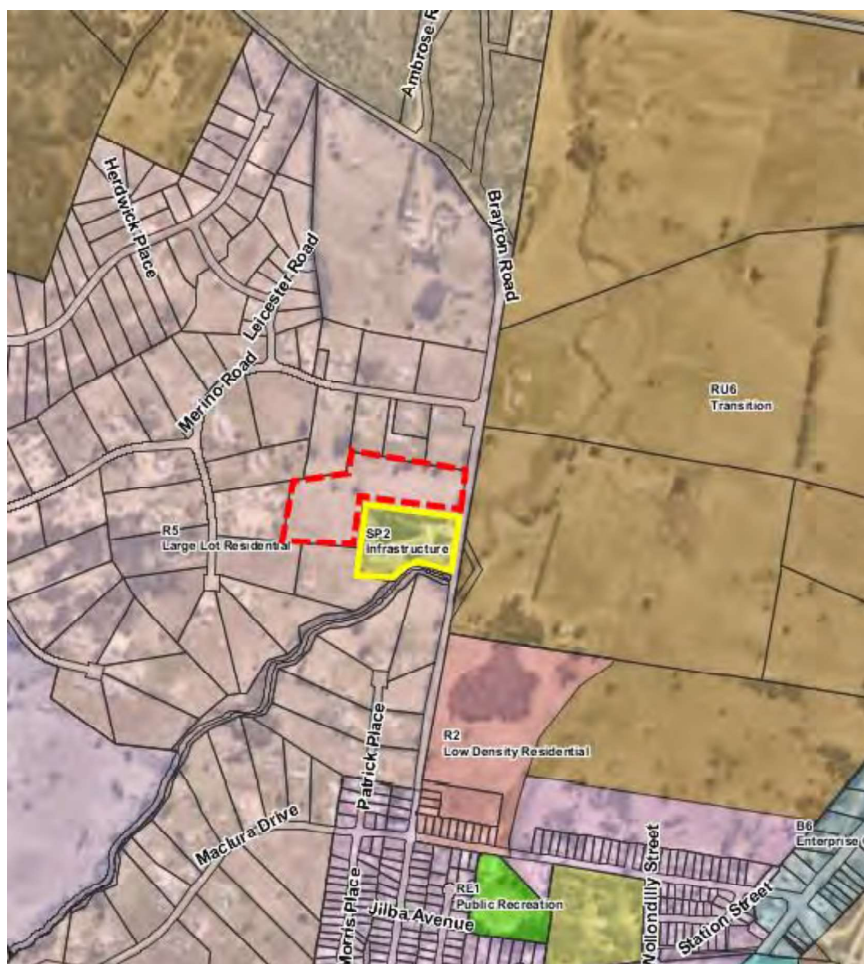 Ambrose R
Herdwick Place
Brayton Road
Leicester Road
Merino Road
RU6
Transition
R5
Large Lot Residential
SP2
Infrastructure
R2
Low Density Residential
Patrick Place
Maclura Drive
B6
Enterprise
RE1
Public Recreation
Jilba Avenue
Morris Place
Wollondilly Street
Station Street